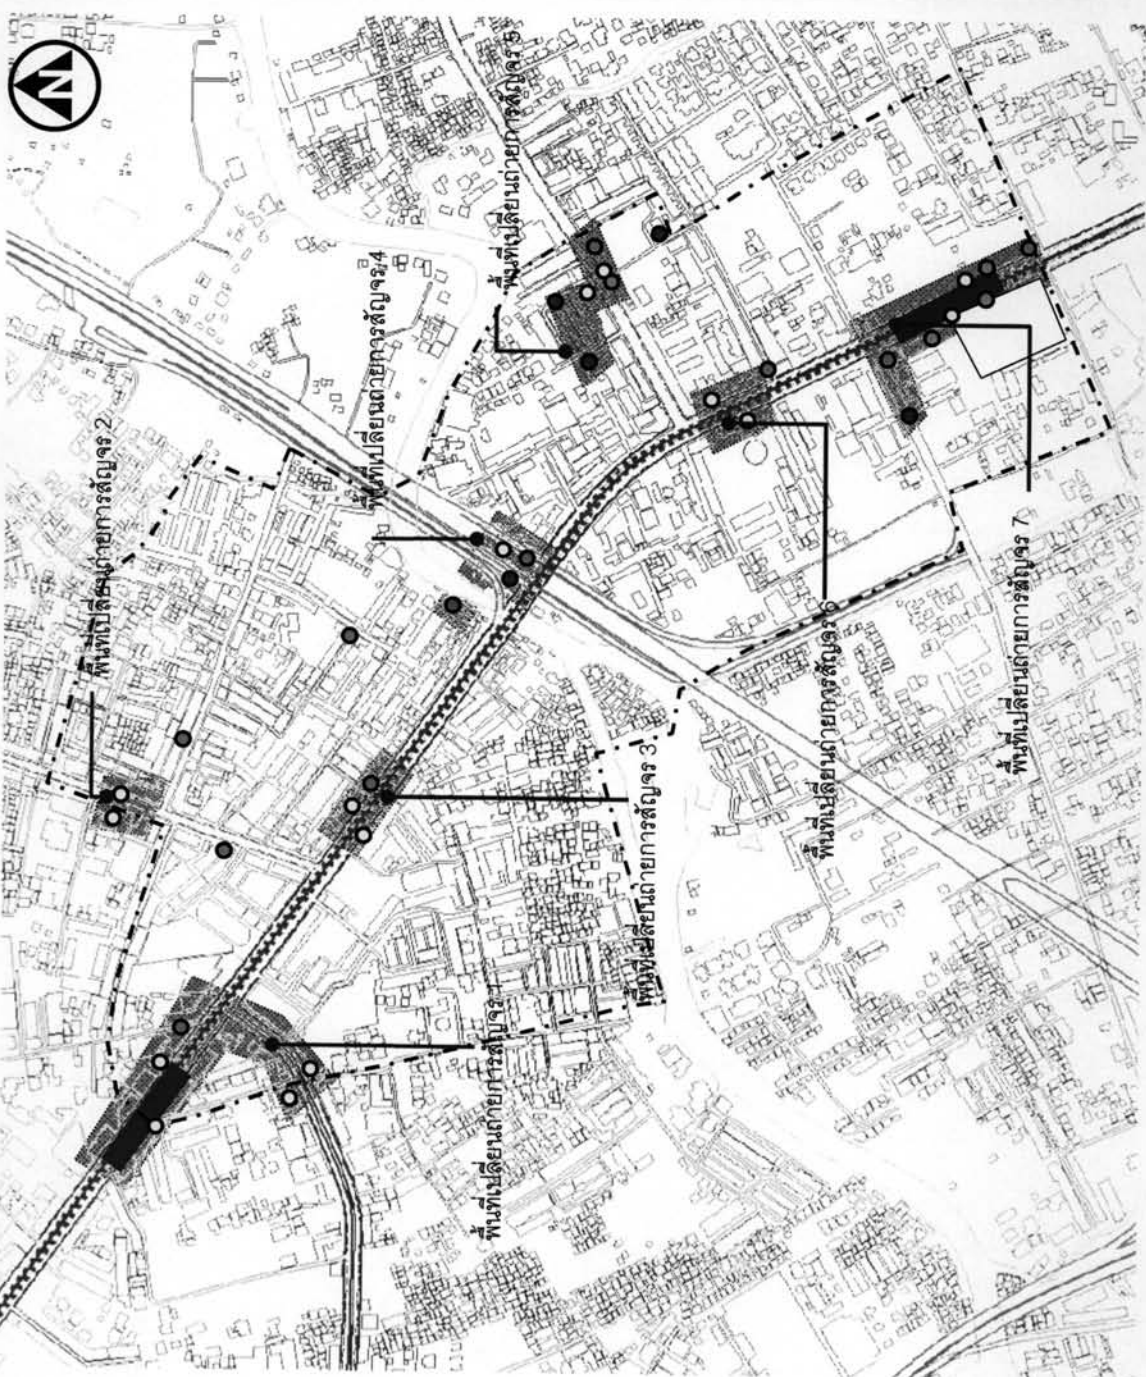 N
พื้นที่เปลี่ยนถ่ายการสัญจร 1
พื้นที่เปลี่ยนถ่ายการสัญจร 2
พื้นที่เปลี่ยนถ่ายการสัญจร 3
พื้นที่เปลี่ยนถ่ายการสัญจร 4
พื้นที่เปลี่ยนถ่ายการสัญจร 5
พื้นที่เปลี่ยนถ่ายการสัญจร 6
พื้นที่เปลี่ยนถ่ายการสัญจร 7